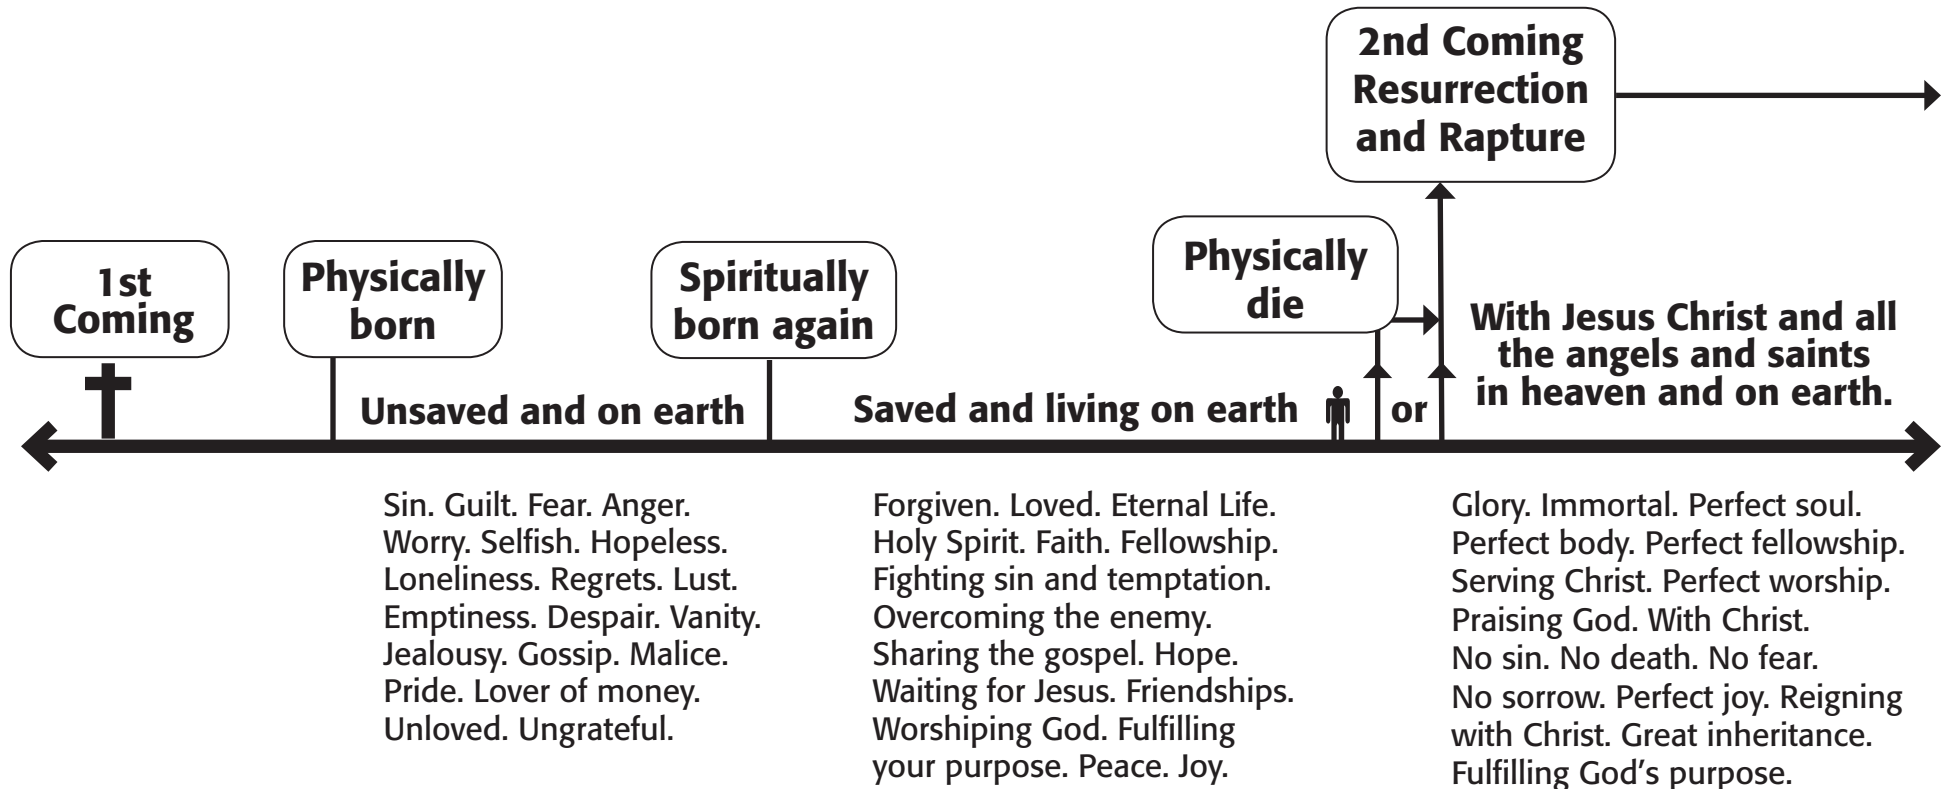 2nd Coming
Resurrection
and Rapture
1st
Coming
Physically
born
Spiritually
born again
Physically
die
Unsaved and on earth
Saved and living on earth
or
With Jesus Christ and all
the angels and saints
in heaven and on earth.
Sin. Guilt. Fear. Anger.
Worry. Selfish. Hopeless.
Loneliness. Regrets. Lust.
Emptiness. Despair. Vanity.
Jealousy. Gossip. Malice.
Pride. Lover of money.
Unloved. Ungrateful.
Forgiven. Loved. Eternal Life.
Holy Spirit. Faith. Fellowship.
Fighting sin and temptation.
Overcoming the enemy.
Sharing the gospel. Hope.
Waiting for Jesus. Friendships.
Worshiping God. Fulfilling
your purpose. Peace. Joy.
Glory. Immortal. Perfect soul.
Perfect body. Perfect fellowship.
Serving Christ. Perfect worship.
Praising God. With Christ.
No sin. No death. No fear.
No sorrow. Perfect joy. Reigning
with Christ. Great inheritance.
Fulfilling God's purpose.